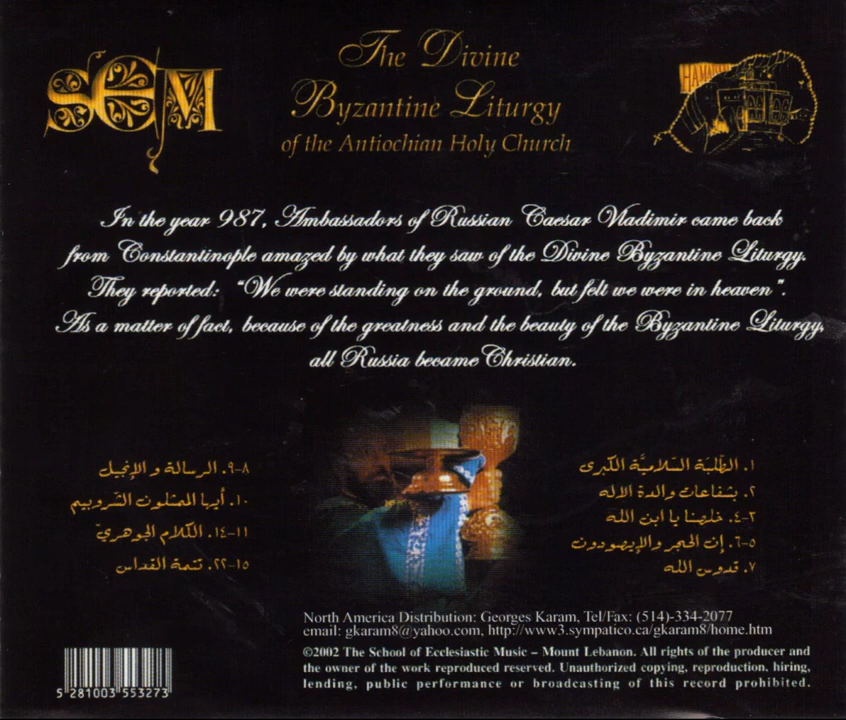 SEM
The Divine
Byzantine Liturgy
of the Antiochian Holy Church
In the year 987, Ambassadors of Russian Caesar Vladimir came back
from Constantinople amazed by what they saw of the Divine Byzantine Liturgy.
They reported: "We were standing on the ground, but felt we were in heaven".
As a matter of fact, because of the greatness and the beauty of the Byzantine Liturgy,
all Russia became Christian.
١. الطّلبَة السّلاميَّة الكبرى
٢. بشفاعات والدة الاله
٣-٤. خلصنا يا ابن الله
٥-٦. إن الحجر والإيصودون
٧. قدوس الله
٨-٩. الرسالة و الإنجيل
١٠. أيها الممثلون الشّروبيم
١١-١٤. الكلام الجوهريّ
١٥-٢٢. تتمة القداس
North America Distribution: Georges Karam, Tel/Fax: (514)-334-2077
email: gkaram8@yahoo.com, http://www3.sympatico.ca/gkaram8/home.htm
©2002 The School of Ecclesiastic Music – Mount Lebanon. All rights of the producer and
the owner of the work reproduced reserved. Unauthorized copying, reproduction, hiring,
lending, public performance or broadcasting of this record prohibited.
5 281003 553273